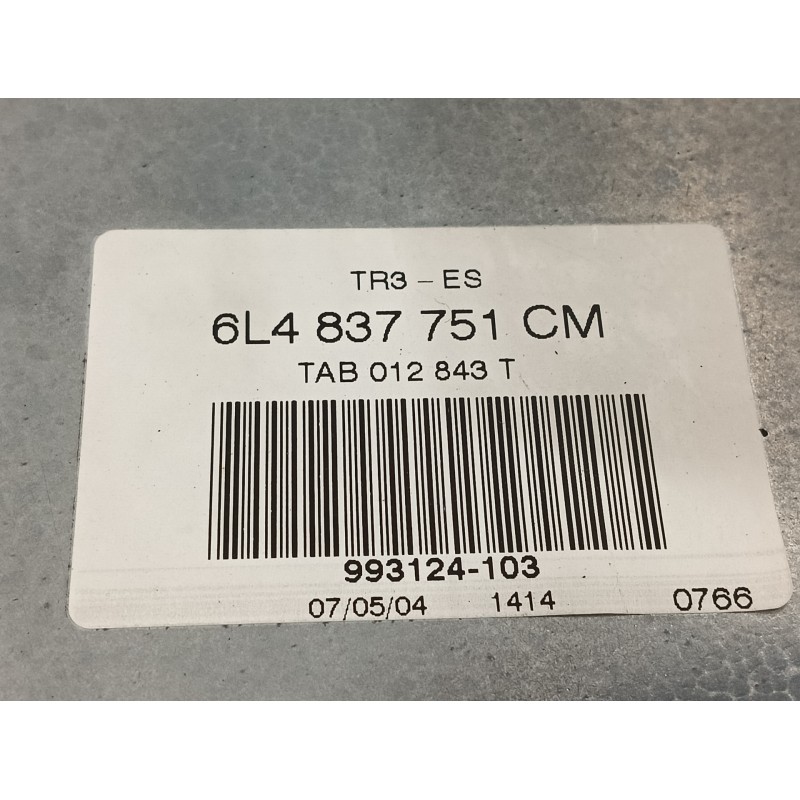 TR3 - ES
6L4 837 751 CM
TAB 012 843 T
993124-103
07/05/04 1414 0766